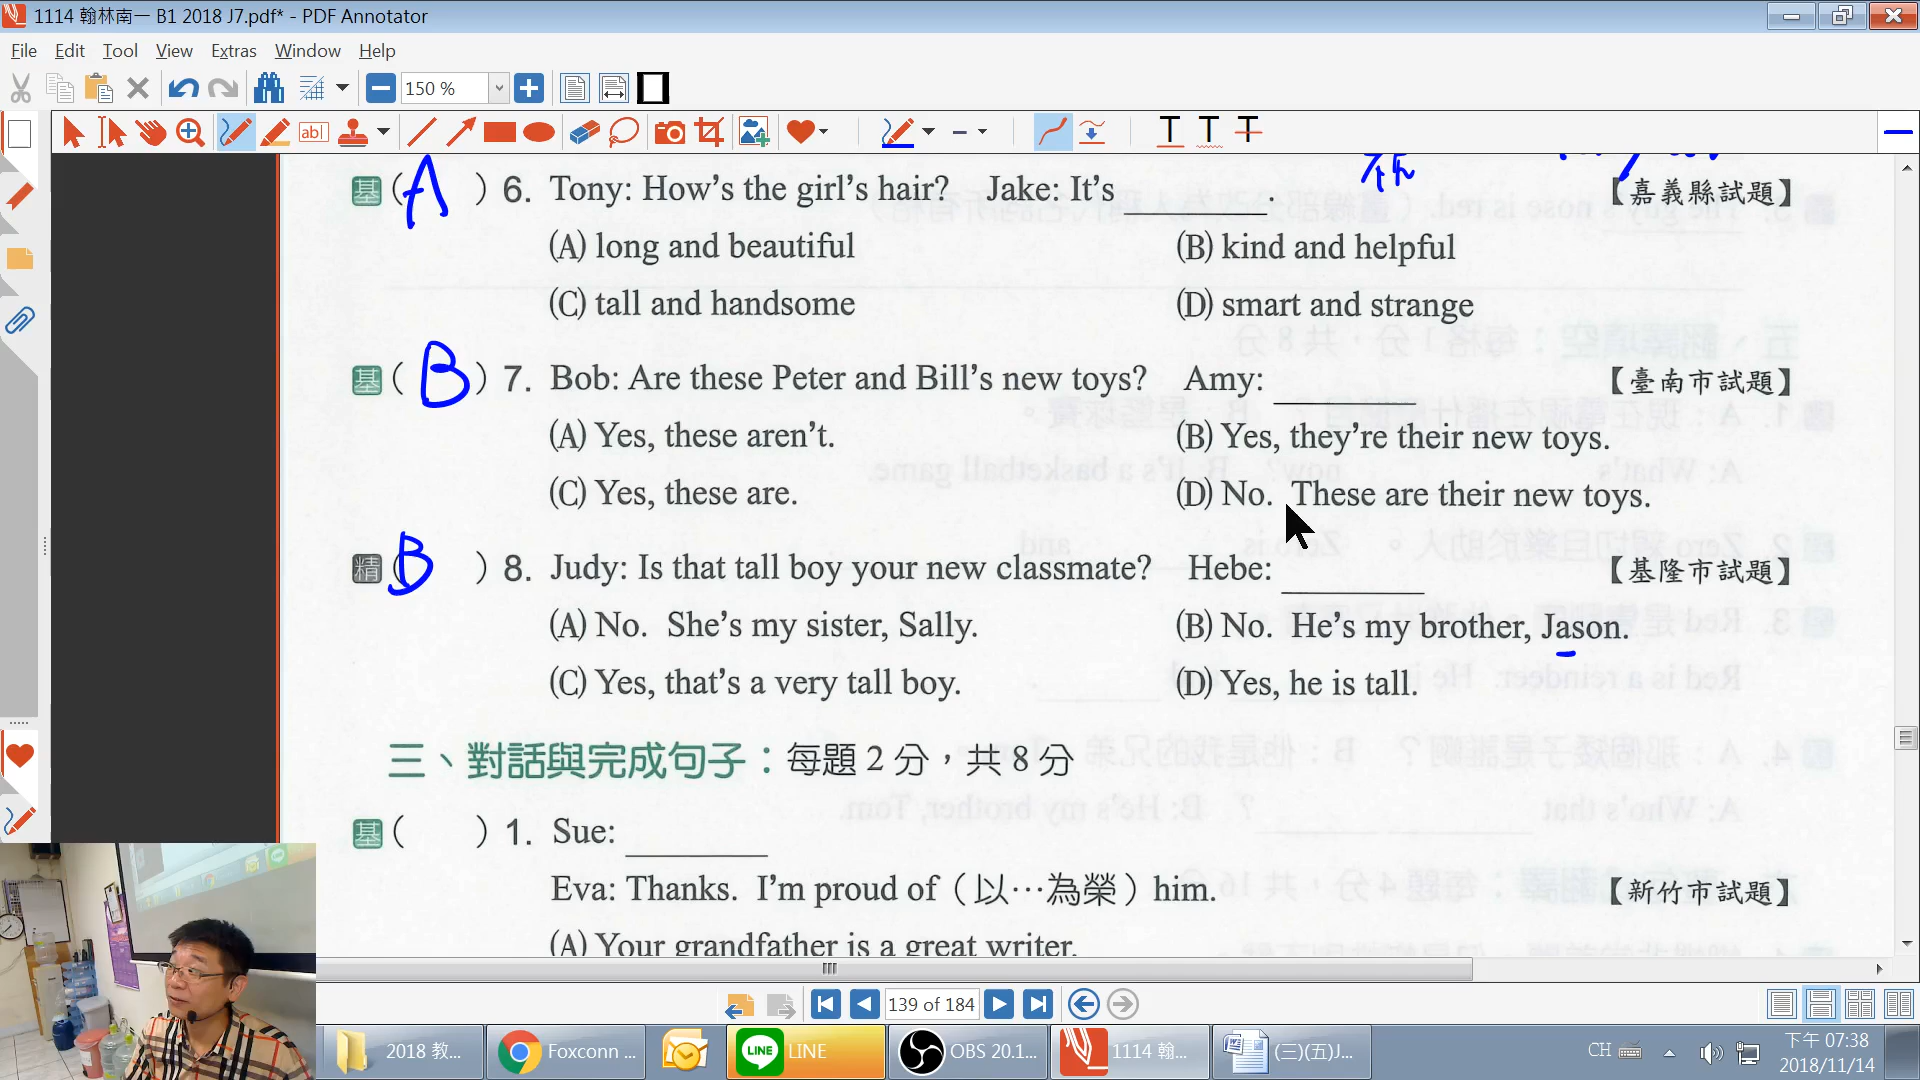 1114 翰林南一 B1 2018 J7.pdf* - PDF Annotator
File Edit Tool View Extras Window Help
150 %
ab|
T T T
基 ( A ) 6. Tony: How's the girl's hair? Jake: It's ________. 【嘉義縣試題】
(A) long and beautiful (B) kind and helpful
(C) tall and handsome (D) smart and strange
基 ( B ) 7. Bob: Are these Peter and Bill's new toys? Amy: ________ 【臺南市試題】
(A) Yes, these aren't. (B) Yes, they're their new toys.
(C) Yes, these are. (D) No. These are their new toys.
精 ( B ) 8. Judy: Is that tall boy your new classmate? Hebe: ________ 【基隆市試題】
(A) No. She's my sister, Sally. (B) No. He's my brother, Jason.
(C) Yes, that's a very tall boy. (D) Yes, he is tall.
三、對話與完成句子：每題 2 分，共 8 分
基 ( ) 1. Sue: ________
Eva: Thanks. I'm proud of（以…為榮）him. 【新竹市試題】
(A) Your grandfather is a great writer.
139 of 184
2018 教... Foxconn ... LINE LINE OBS 20.1... 1114 翰... (三)(五)J... CH 下午 07:38
2018/11/14